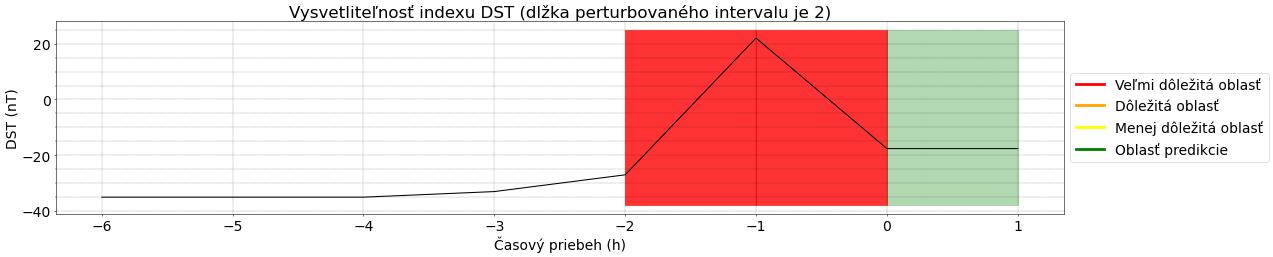 Vysvetliteľnosť indexu DST (dĺžka perturbovaného intervalu je 2)
DST (nT)
20
0
−20
−40
−6 −5 −4 −3 −2 −1 0 1
Časový priebeh (h)
Veľmi dôležitá oblasť
Dôležitá oblasť
Menej dôležitá oblasť
Oblasť predikcie